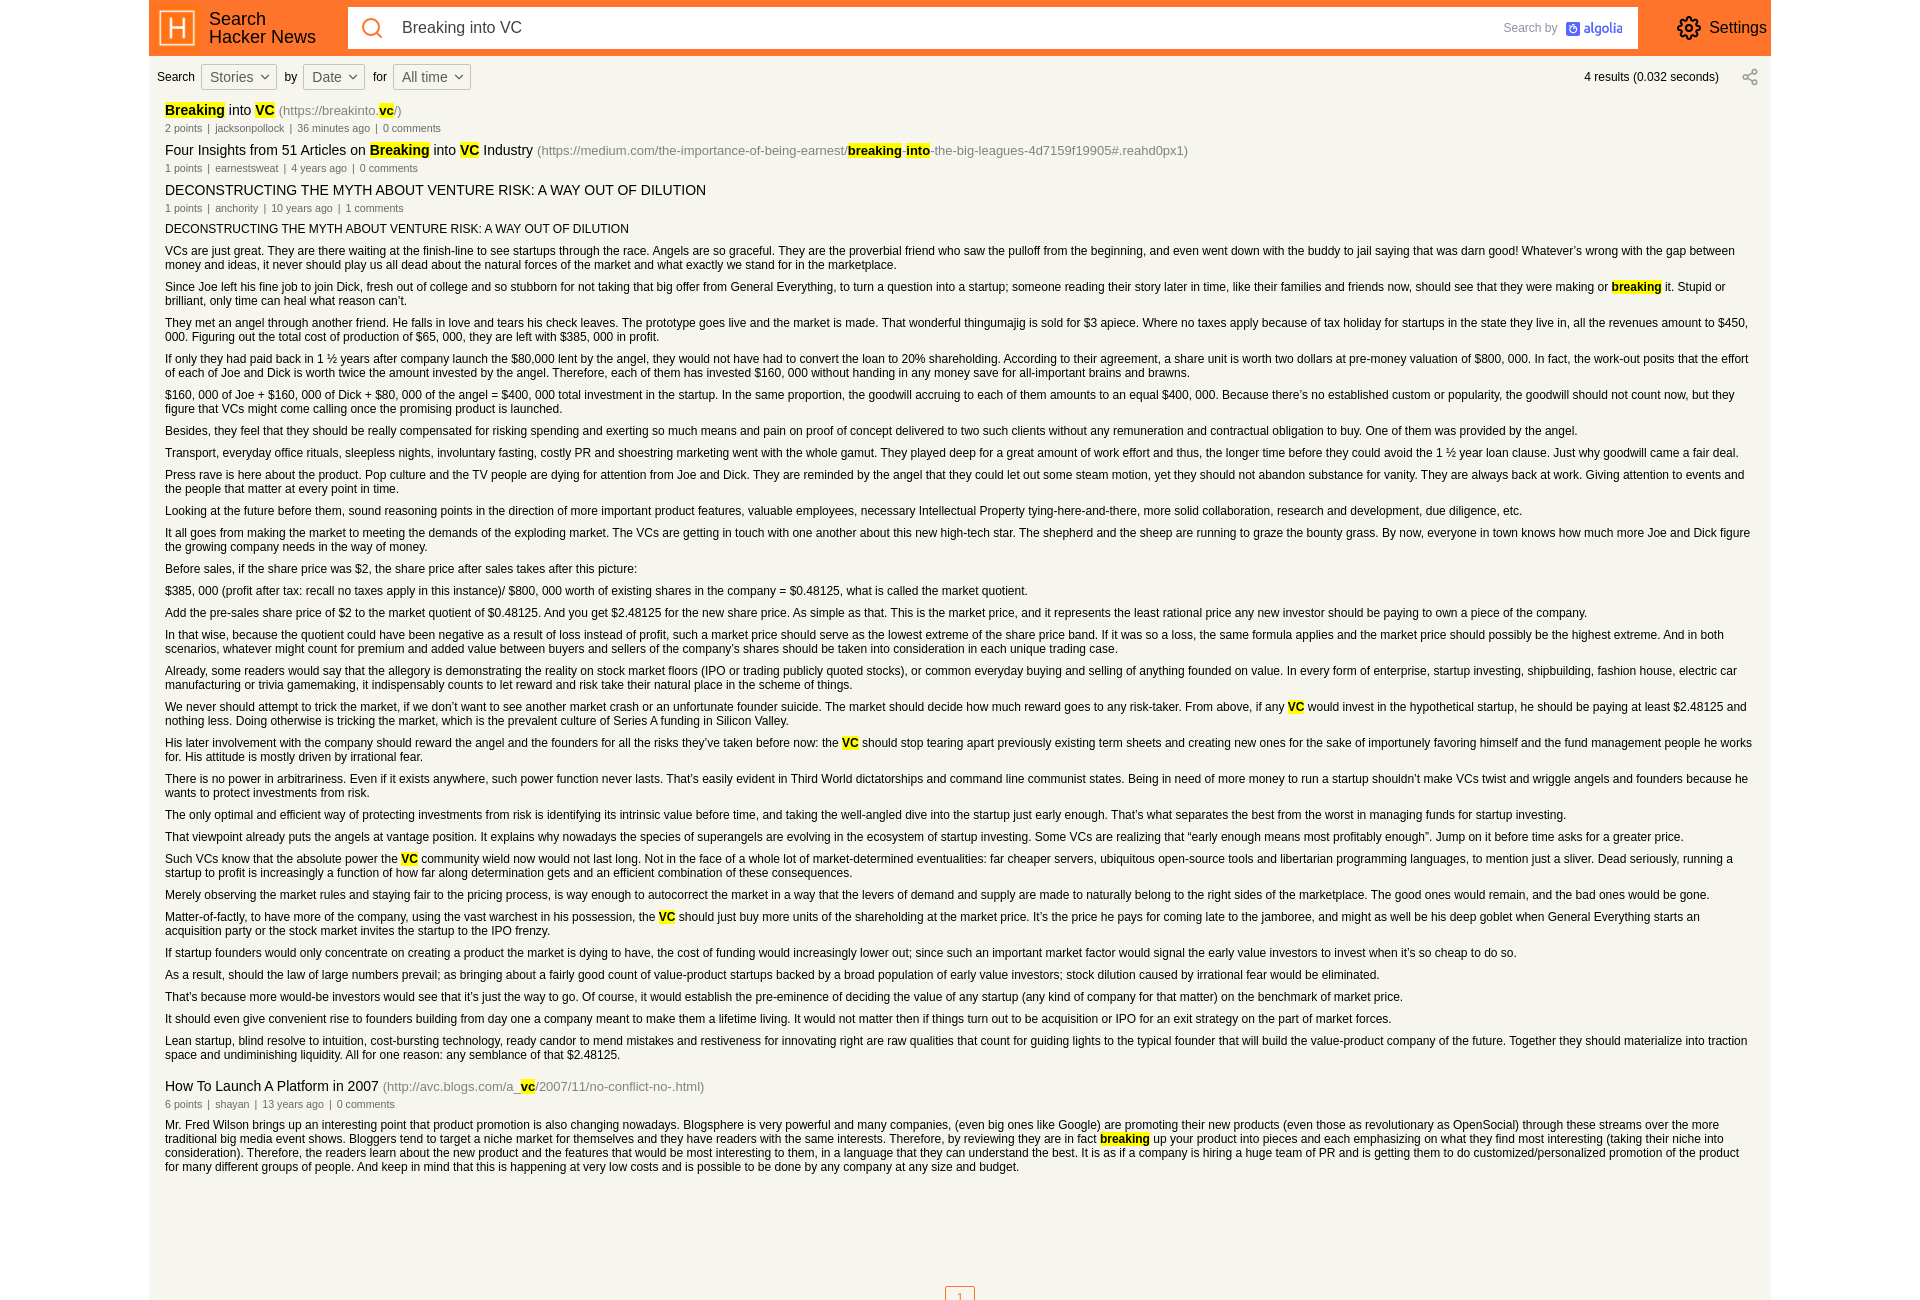 Search
Hacker News
Breaking into VC
Search by algolia
Settings
Search Stories by Date for All time
4 results (0.032 seconds)
Breaking into VC (https://breakinto.vc/)
2 points | jacksonpollock | 36 minutes ago | 0 comments
Four Insights from 51 Articles on Breaking into VC Industry (https://medium.com/the-importance-of-being-earnest/breaking-into-the-big-leagues-4d7159f19905#.reahd0px1)
1 points | earnestsweat | 4 years ago | 0 comments
DECONSTRUCTING THE MYTH ABOUT VENTURE RISK: A WAY OUT OF DILUTION
1 points | anchority | 10 years ago | 1 comments
DECONSTRUCTING THE MYTH ABOUT VENTURE RISK: A WAY OUT OF DILUTION
VCs are just great. They are there waiting at the finish-line to see startups through the race. Angels are so graceful. They are the proverbial friend who saw the pulloff from the beginning, and even went down with the buddy to jail saying that was darn good! Whatever’s wrong with the gap between
money and ideas, it never should play us all dead about the natural forces of the market and what exactly we stand for in the marketplace.
Since Joe left his fine job to join Dick, fresh out of college and so stubborn for not taking that big offer from General Everything, to turn a question into a startup; someone reading their story later in time, like their families and friends now, should see that they were making or breaking it. Stupid or
brilliant, only time can heal what reason can’t.
They met an angel through another friend. He falls in love and tears his check leaves. The prototype goes live and the market is made. That wonderful thingumajig is sold for $3 apiece. Where no taxes apply because of tax holiday for startups in the state they live in, all the revenues amount to $450,
000. Figuring out the total cost of production of $65, 000, they are left with $385, 000 in profit.
If only they had paid back in 1 ½ years after company launch the $80,000 lent by the angel, they would not have had to convert the loan to 20% shareholding. According to their agreement, a share unit is worth two dollars at pre-money valuation of $800, 000. In fact, the work-out posits that the effort
of each of Joe and Dick is worth twice the amount invested by the angel. Therefore, each of them has invested $160, 000 without handing in any money save for all-important brains and brawns.
$160, 000 of Joe + $160, 000 of Dick + $80, 000 of the angel = $400, 000 total investment in the startup. In the same proportion, the goodwill accruing to each of them amounts to an equal $400, 000. Because there’s no established custom or popularity, the goodwill should not count now, but they
figure that VCs might come calling once the promising product is launched.
Besides, they feel that they should be really compensated for risking spending and exerting so much means and pain on proof of concept delivered to two such clients without any remuneration and contractual obligation to buy. One of them was provided by the angel.
Transport, everyday office rituals, sleepless nights, involuntary fasting, costly PR and shoestring marketing went with the whole gamut. They played deep for a great amount of work effort and thus, the longer time before they could avoid the 1 ½ year loan clause. Just why goodwill came a fair deal.
Press rave is here about the product. Pop culture and the TV people are dying for attention from Joe and Dick. They are reminded by the angel that they could let out some steam motion, yet they should not abandon substance for vanity. They are always back at work. Giving attention to events and
the people that matter at every point in time.
Looking at the future before them, sound reasoning points in the direction of more important product features, valuable employees, necessary Intellectual Property tying-here-and-there, more solid collaboration, research and development, due diligence, etc.
It all goes from making the market to meeting the demands of the exploding market. The VCs are getting in touch with one another about this new high-tech star. The shepherd and the sheep are running to graze the bounty grass. By now, everyone in town knows how much more Joe and Dick figure
the growing company needs in the way of money.
Before sales, if the share price was $2, the share price after sales takes after this picture:
$385, 000 (profit after tax: recall no taxes apply in this instance)/ $800, 000 worth of existing shares in the company = $0.48125, what is called the market quotient.
Add the pre-sales share price of $2 to the market quotient of $0.48125. And you get $2.48125 for the new share price. As simple as that. This is the market price, and it represents the least rational price any new investor should be paying to own a piece of the company.
In that wise, because the quotient could have been negative as a result of loss instead of profit, such a market price should serve as the lowest extreme of the share price band. If it was so a loss, the same formula applies and the market price should possibly be the highest extreme. And in both
scenarios, whatever might count for premium and added value between buyers and sellers of the company’s shares should be taken into consideration in each unique trading case.
Already, some readers would say that the allegory is demonstrating the reality on stock market floors (IPO or trading publicly quoted stocks), or common everyday buying and selling of anything founded on value. In every form of enterprise, startup investing, shipbuilding, fashion house, electric car
manufacturing or trivia gamemaking, it indispensably counts to let reward and risk take their natural place in the scheme of things.
We never should attempt to trick the market, if we don’t want to see another market crash or an unfortunate founder suicide. The market should decide how much reward goes to any risk-taker. From above, if any VC would invest in the hypothetical startup, he should be paying at least $2.48125 and
nothing less. Doing otherwise is tricking the market, which is the prevalent culture of Series A funding in Silicon Valley.
His later involvement with the company should reward the angel and the founders for all the risks they’ve taken before now: the VC should stop tearing apart previously existing term sheets and creating new ones for the sake of importunely favoring himself and the fund management people he works
for. His attitude is mostly driven by irrational fear.
There is no power in arbitrariness. Even if it exists anywhere, such power function never lasts. That’s easily evident in Third World dictatorships and command line communist states. Being in need of more money to run a startup shouldn’t make VCs twist and wriggle angels and founders because he
wants to protect investments from risk.
The only optimal and efficient way of protecting investments from risk is identifying its intrinsic value before time, and taking the well-angled dive into the startup just early enough. That’s what separates the best from the worst in managing funds for startup investing.
That viewpoint already puts the angels at vantage position. It explains why nowadays the species of superangels are evolving in the ecosystem of startup investing. Some VCs are realizing that “early enough means most profitably enough”. Jump on it before time asks for a greater price.
Such VCs know that the absolute power the VC community wield now would not last long. Not in the face of a whole lot of market-determined eventualities: far cheaper servers, ubiquitous open-source tools and libertarian programming languages, to mention just a sliver. Dead seriously, running a
startup to profit is increasingly a function of how far along determination gets and an efficient combination of these consequences.
Merely observing the market rules and staying fair to the pricing process, is way enough to autocorrect the market in a way that the levers of demand and supply are made to naturally belong to the right sides of the marketplace. The good ones would remain, and the bad ones would be gone.
Matter-of-factly, to have more of the company, using the vast warchest in his possession, the VC should just buy more units of the shareholding at the market price. It’s the price he pays for coming late to the jamboree, and might as well be his deep goblet when General Everything starts an
acquisition party or the stock market invites the startup to the IPO frenzy.
If startup founders would only concentrate on creating a product the market is dying to have, the cost of funding would increasingly lower out; since such an important market factor would signal the early value investors to invest when it’s so cheap to do so.
As a result, should the law of large numbers prevail; as bringing about a fairly good count of value-product startups backed by a broad population of early value investors; stock dilution caused by irrational fear would be eliminated.
That’s because more would-be investors would see that it’s just the way to go. Of course, it would establish the pre-eminence of deciding the value of any startup (any kind of company for that matter) on the benchmark of market price.
It should even give convenient rise to founders building from day one a company meant to make them a lifetime living. It would not matter then if things turn out to be acquisition or IPO for an exit strategy on the part of market forces.
Lean startup, blind resolve to intuition, cost-bursting technology, ready candor to mend mistakes and restiveness for innovating right are raw qualities that count for guiding lights to the typical founder that will build the value-product company of the future. Together they should materialize into traction
space and undiminishing liquidity. All for one reason: any semblance of that $2.48125.
How To Launch A Platform in 2007 (http://avc.blogs.com/a_vc/2007/11/no-conflict-no-.html)
6 points | shayan | 13 years ago | 0 comments
Mr. Fred Wilson brings up an interesting point that product promotion is also changing nowadays. Blogsphere is very powerful and many companies, (even big ones like Google) are promoting their new products (even those as revolutionary as OpenSocial) through these streams over the more
traditional big media event shows. Bloggers tend to target a niche market for themselves and they have readers with the same interests. Therefore, by reviewing they are in fact breaking up your product into pieces and each emphasizing on what they find most interesting (taking their niche into
consideration). Therefore, the readers learn about the new product and the features that would be most interesting to them, in a language that they can understand the best. It is as if a company is hiring a huge team of PR and is getting them to do customized/personalized promotion of the product
for many different groups of people. And keep in mind that this is happening at very low costs and is possible to be done by any company at any size and budget.
1